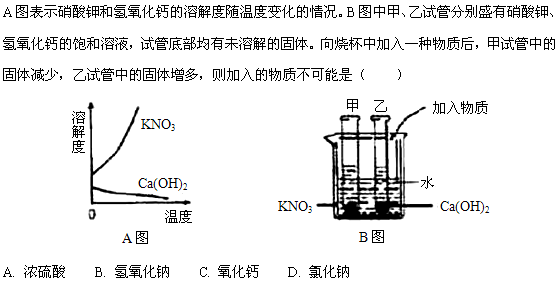 A图表示硝酸钾和氢氧化钙的溶解度随温度变化的情况。B图中甲、乙试管分别盛有硝酸钾、
氢氧化钙的饱和溶液，试管底部均有未溶解的固体。向烧杯中加入一种物质后，甲试管中的
固体减少，乙试管中的固体增多，则加入的物质不可能是（  ）
溶解度
KNO3
Ca(OH)2
0
温度
A图
甲 乙
加入物质
水
KNO3
Ca(OH)2
B图
A. 浓硫酸 B. 氢氧化钠 C. 氧化钙 D. 氯化钠